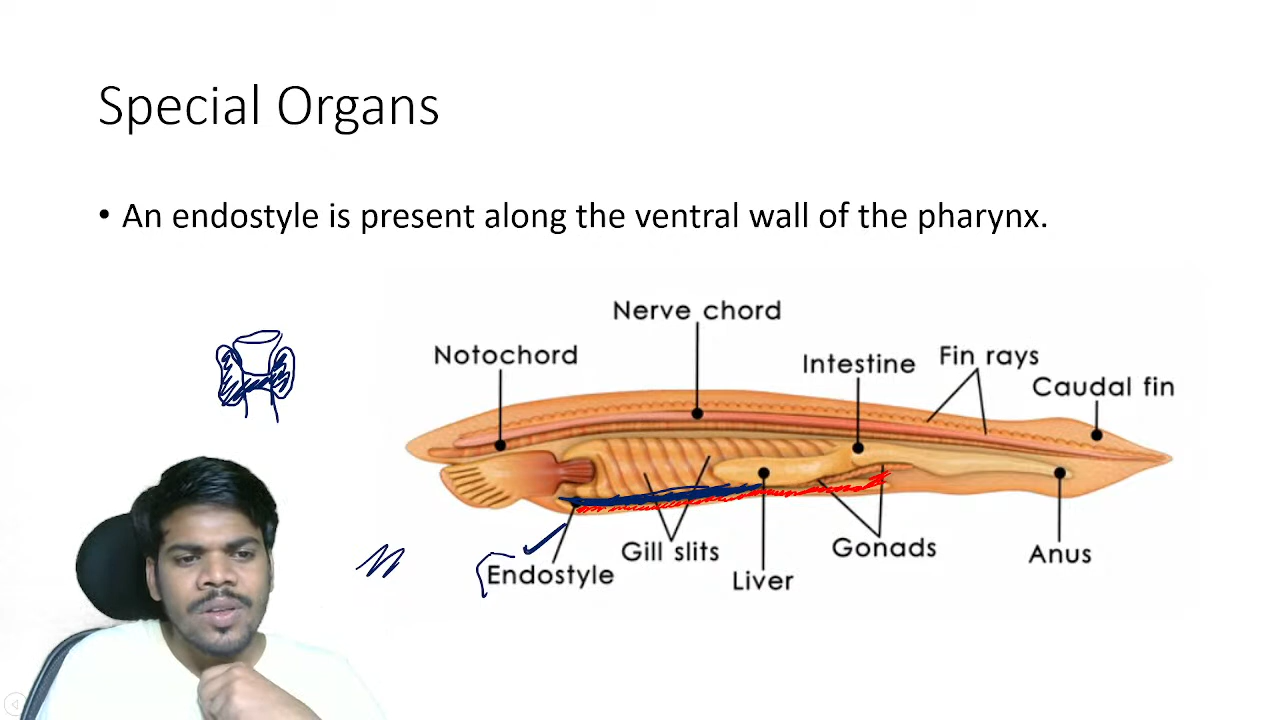 Special Organs
• An endostyle is present along the ventral wall of the pharynx.
Nerve chord
Notochord
Intestine
Fin rays
Caudal fin
Gill slits
Gonads
Anus
Endostyle
Liver